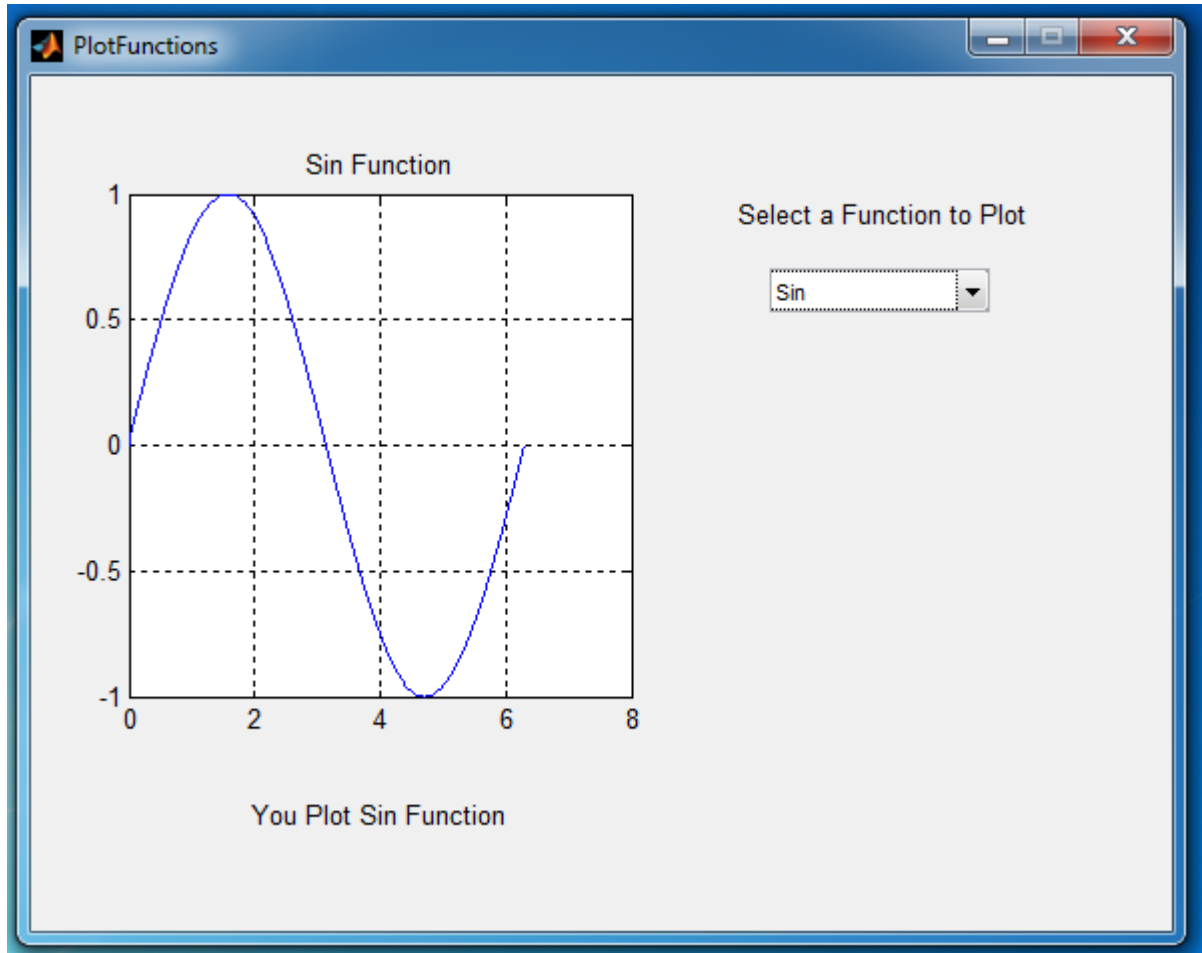 PlotFunctions
Sin Function
Select a Function to Plot
Sin
1
0.5
0
-0.5
-1
0 2 4 6 8
You Plot Sin Function